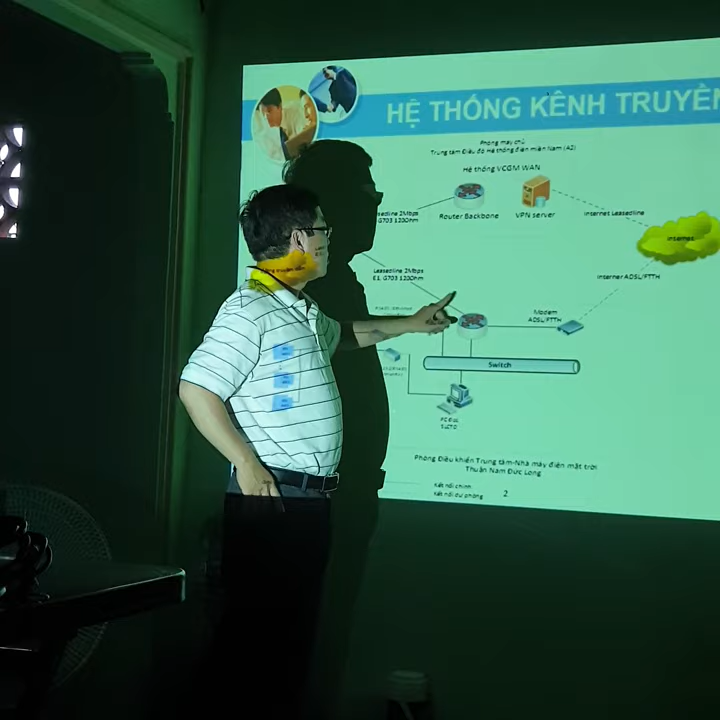 HỆ THỐNG KÊNH TRUYỀN
Phòng máy chủ
Trung tâm Điều độ Hệ thống điện miền Nam (A2)
Hệ thống VCGM WAN
Leasedline 2Mbps
G703 120Ohm
Router Backbone
VPN server
Internet Leasedline
Internet
Internet ADSL/FTTH
Leasedline 2Mbps
E1, G703 120Ohm
Modem
ADSL/FTTH
Switch
PC Đ
Phòng Điều khiển Trung tâm-Nhà máy điện mặt trời
Thuận Nam Đức Long
Kết nối chính
Kết nối dự phòng
2